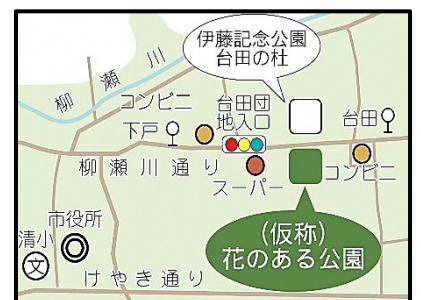 伊藤記念公園
台田の杜
柳瀬川
コンビニ
台田団
地入口
下戸
台田
柳瀬川通り
スーパー
コンビニ
(仮称)
花のある公園
市役所
清小
文
けやき通り